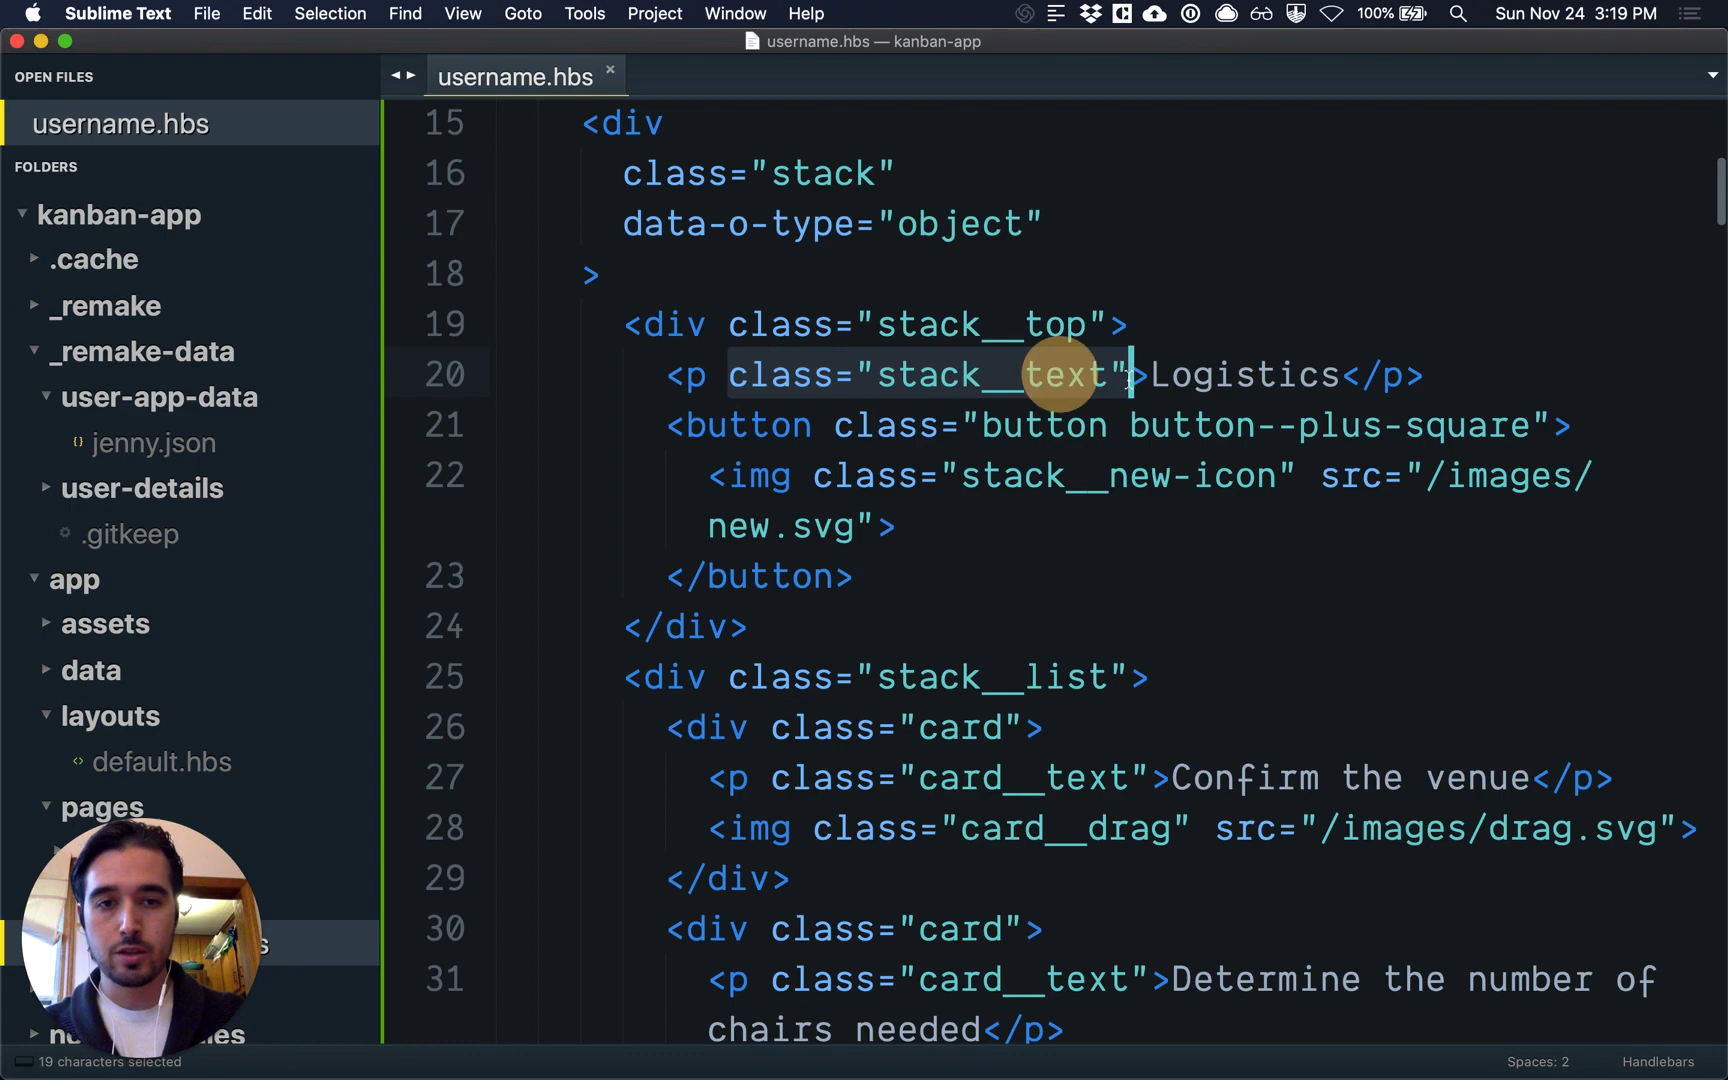 Sublime Text File Edit Selection Find View Goto Tools Project Window Help 100% Sun Nov 24 3:19 PM
username.hbs — kanban-app
OPEN FILES
username.hbs
username.hbs
FOLDERS
kanban-app
.cache
_remake
_remake-data
user-app-data
jenny.json
user-details
.gitkeep
app
assets
data
layouts
default.hbs
pages
15 <div
16 class="stack"
17 data-o-type="object"
18 >
19 <div class="stack__top">
20 <p class="stack__text">Logistics</p>
21 <button class="button button--plus-square">
22 <img class="stack__new-icon" src="/images/
new.svg">
23 </button>
24 </div>
25 <div class="stack__list">
26 <div class="card">
27 <p class="card__text">Confirm the venue</p>
28 <img class="card__drag" src="/images/drag.svg">
29 </div>
30 <div class="card">
31 <p class="card__text">Determine the number of
chairs needed</p>
19 characters selected
Spaces: 2 Handlebars